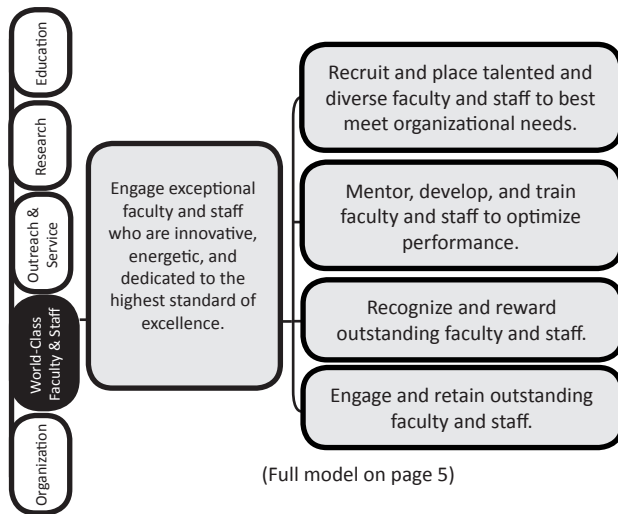 Education
Research
Outreach &
Service
World-Class
Faculty & Staff
Organization
Engage exceptional
faculty and staff
who are innovative,
energetic, and
dedicated to the
highest standard of
excellence.
Recruit and place talented and
diverse faculty and staff to best
meet organizational needs.
Mentor, develop, and train
faculty and staff to optimize
performance.
Recognize and reward
outstanding faculty and staff.
Engage and retain outstanding
faculty and staff.
(Full model on page 5)